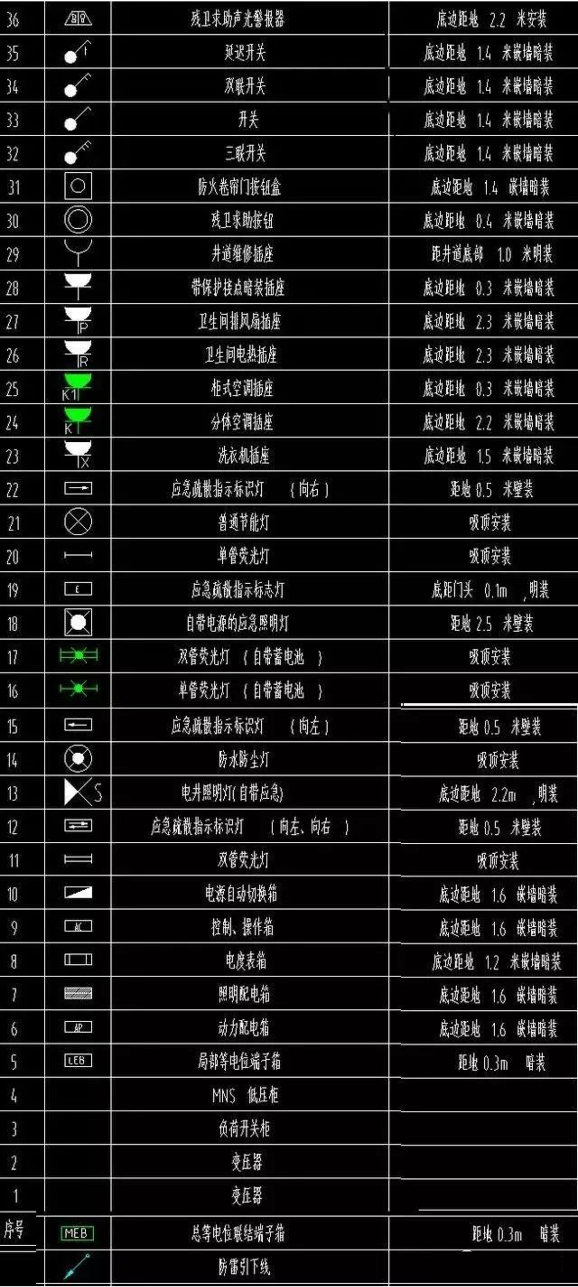 36 残卫求助声光警报器 底边距地 2.2 米安装
35 延迟开关 底边距地 1.4 米嵌墙暗装
34 双联开关 底边距地 1.4 米嵌墙暗装
33 开关 底边距地 1.4 米嵌墙暗装
32 三联开关 底边距地 1.4 米嵌墙暗装
31 防火卷帘门按钮盒 底边距地 1.4 嵌墙暗装
30 残卫求助按钮 底边距地 0.4 米嵌墙暗装
29 井道维修插座 距井道底部 1.0 米明装
28 带保护接点暗装插座 底边距地 0.3 米嵌墙暗装
27 P 卫生间排风扇插座 底边距地 2.3 米嵌墙暗装
26 R 卫生间电热插座 底边距地 2.3 米嵌墙暗装
25 K1 柜式空调插座 底边距地 0.3 米嵌墙暗装
24 K 分体空调插座 底边距地 2.2 米嵌墙暗装
23 X 洗衣机插座 底边距地 1.5 米嵌墙暗装
22 应急疏散指示标识灯 (向右) 距地 0.5 米壁装
21 普通节能灯 吸顶安装
20 单管荧光灯 吸顶安装
19 E 应急疏散指示标志灯 底距门头 0.1m ,明装
18 自带电源的应急照明灯 距地 2.5 米壁装
17 双管荧光灯 (自带蓄电池 ) 吸顶安装
16 单管荧光灯 (自带蓄电池 ) 吸顶安装
15 应急疏散指示标识灯 (向左) 距地 0.5 米壁装
14 防水防尘灯 吸顶安装
13 S 电井照明灯(自带应急) 底边距地 2.2m ,明装
12 应急疏散指示标识灯 (向左、向右 ) 距地 0.5 米壁装
11 双管荧光灯 吸顶安装
10 电源自动切换箱 底边距地 1.6 嵌墙暗装
9 AC 控制、操作箱 底边距地 1.6 嵌墙暗装
8 电度表箱 底边距地 1.2 米嵌墙暗装
7 照明配电箱 底边距地 1.6 嵌墙暗装
6 AP 动力配电箱 底边距地 1.6 嵌墙暗装
5 LEB 局部等电位端子箱 距地 0.3m 暗装
4 MNS 低压柜
3 负荷开关柜
2 变压器
1 变压器
序号 MEB 总等电位联结端子箱 距地 0.3m 暗装
防雷引下线